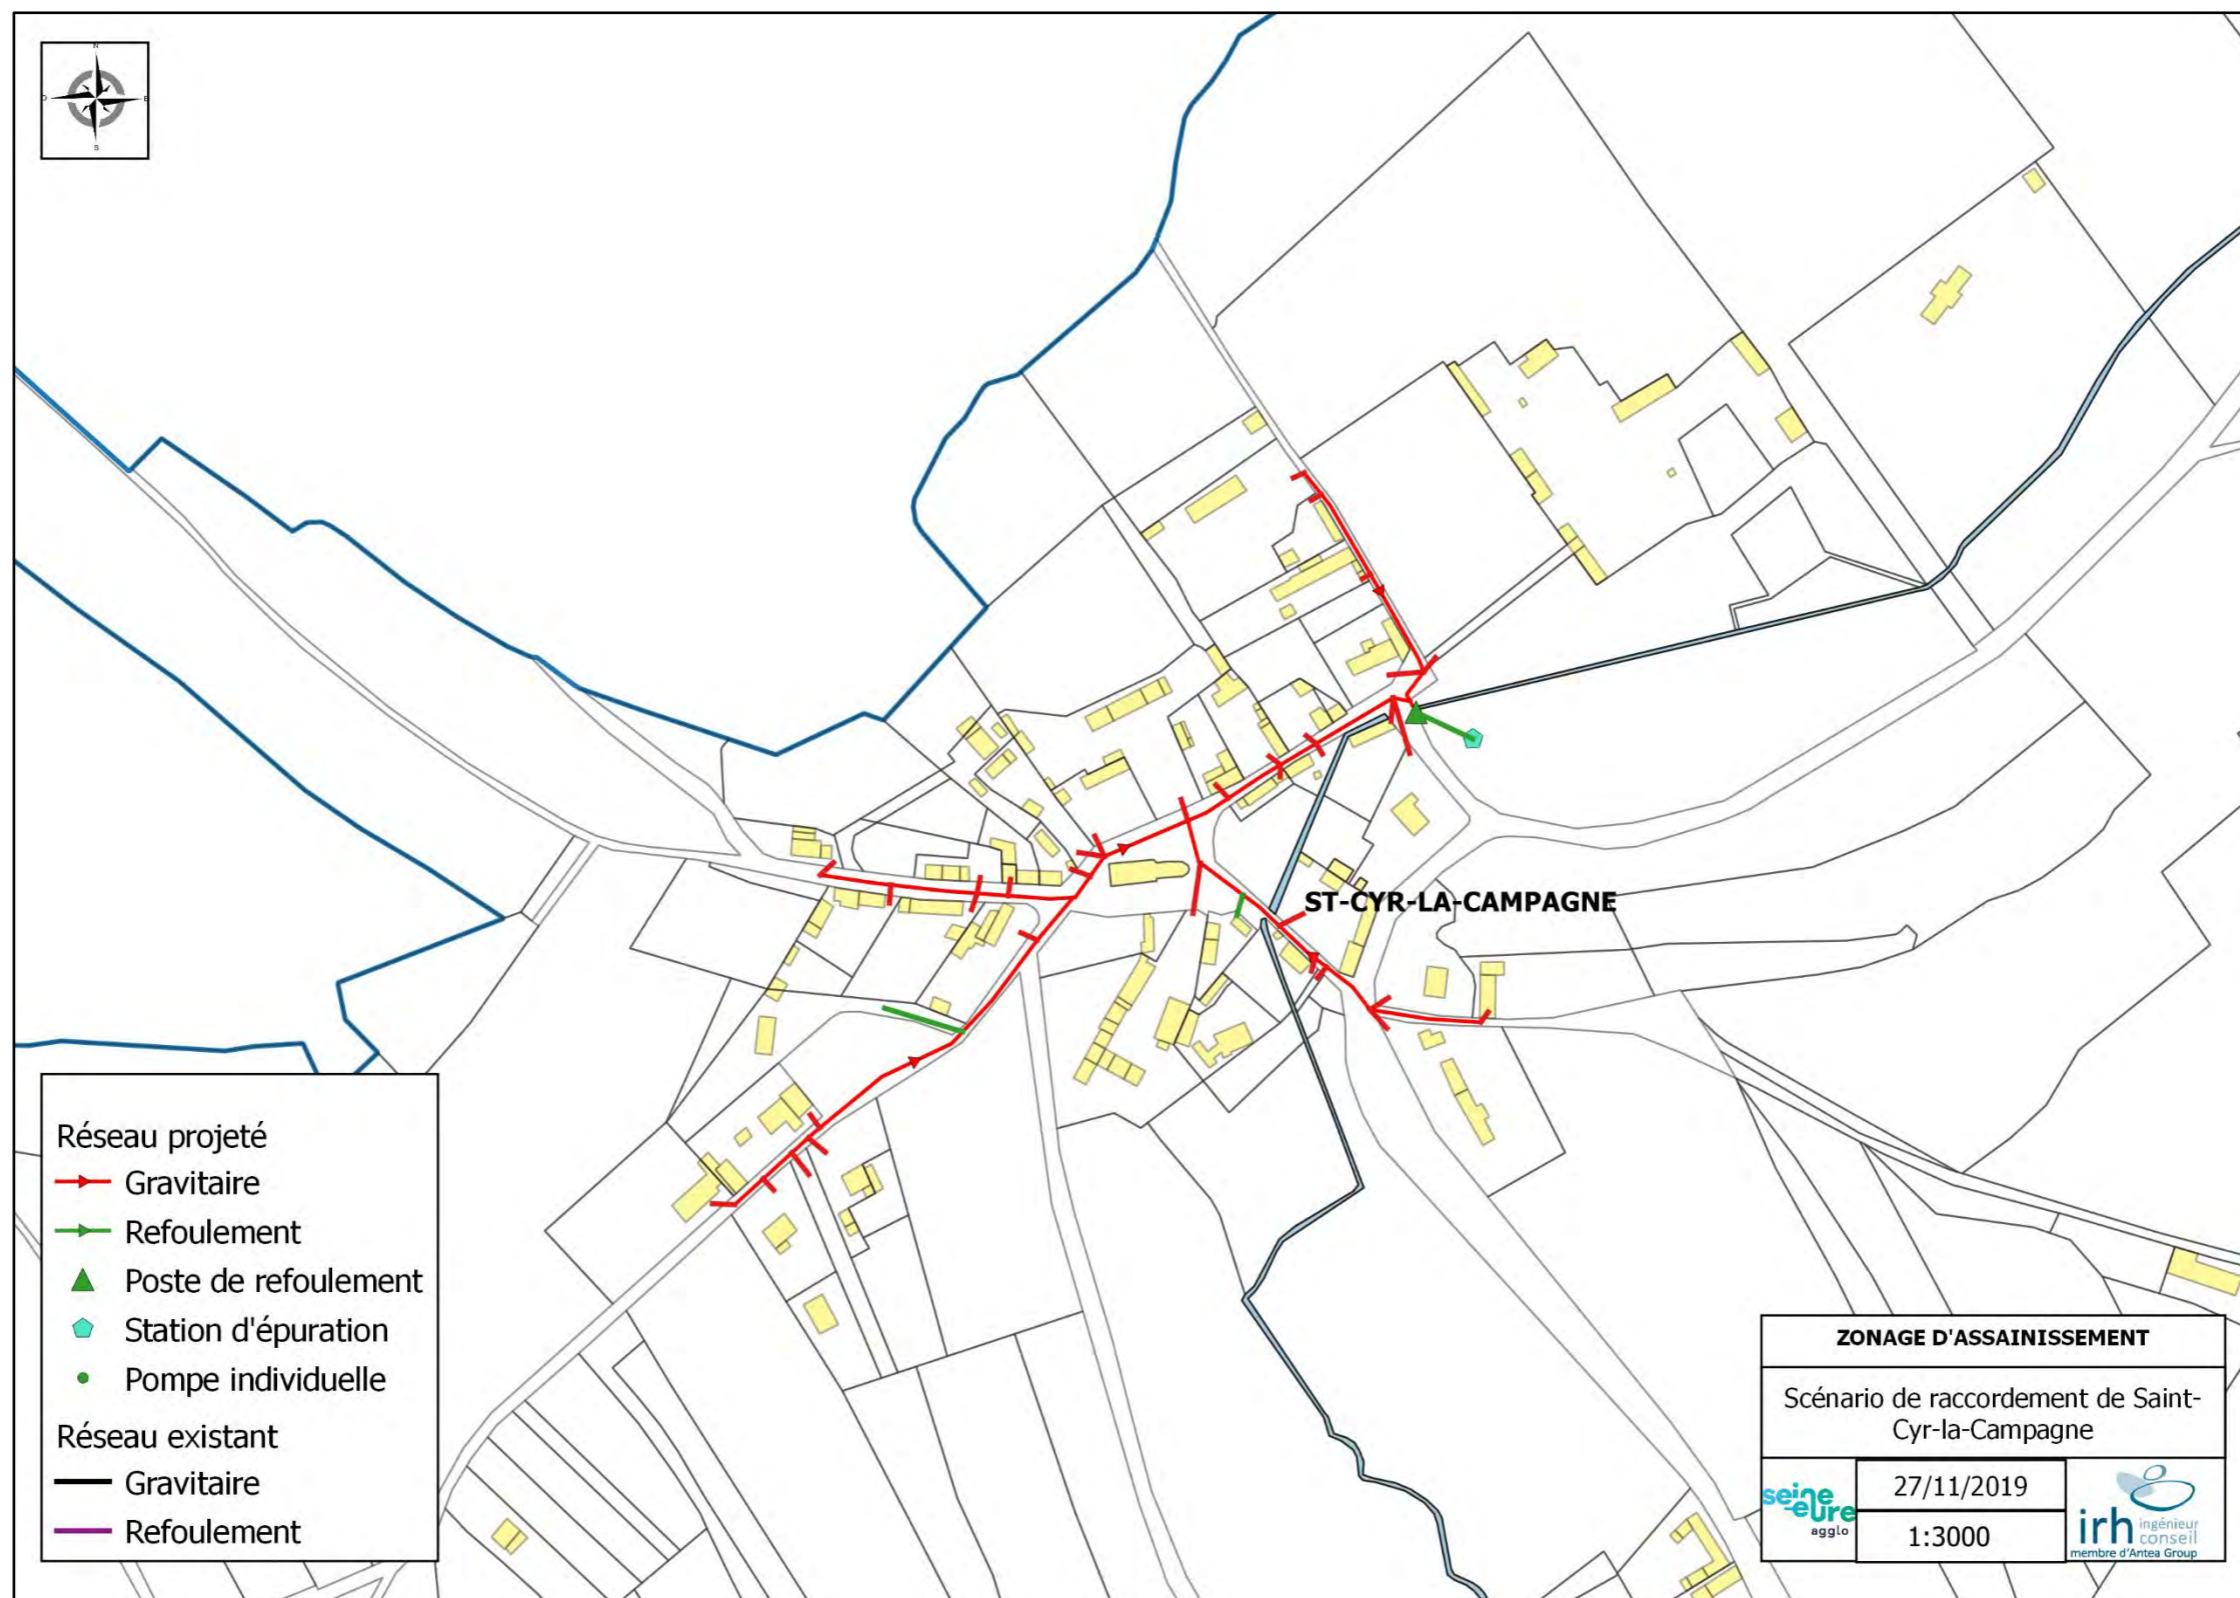 N
O
E
S
ST-CYR-LA-CAMPAGNE
Réseau projeté
Gravitaire
Refoulement
Poste de refoulement
Station d'épuration
Pompe individuelle
Réseau existant
Gravitaire
Refoulement
ZONAGE D'ASSAINISSEMENT
Scénario de raccordement de Saint-
Cyr-la-Campagne
seine
-eure
agglo
27/11/2019
1:3000
irh ingénieur
conseil
membre d'Antea Group